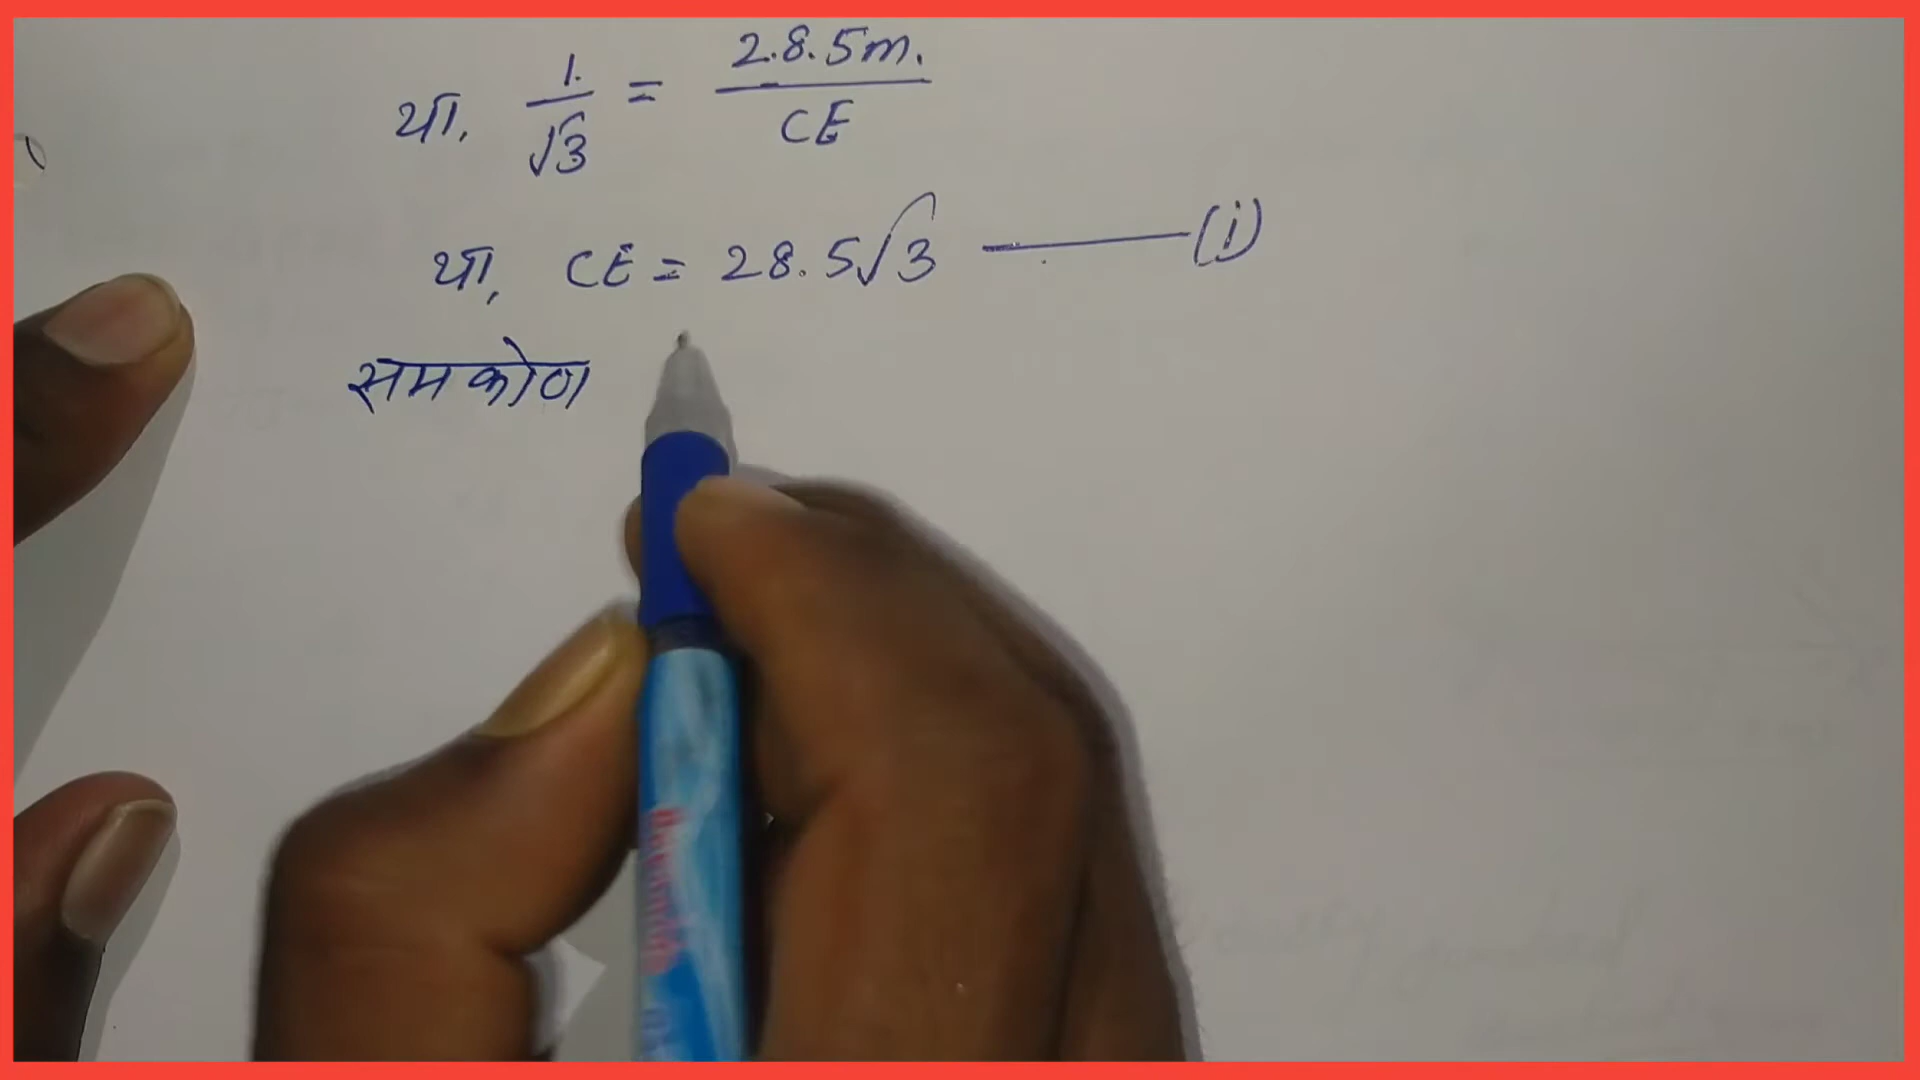 या, 1/√3 = 28.5m./CE
या, CE = 28.5√3 ——— (i)
समकोण